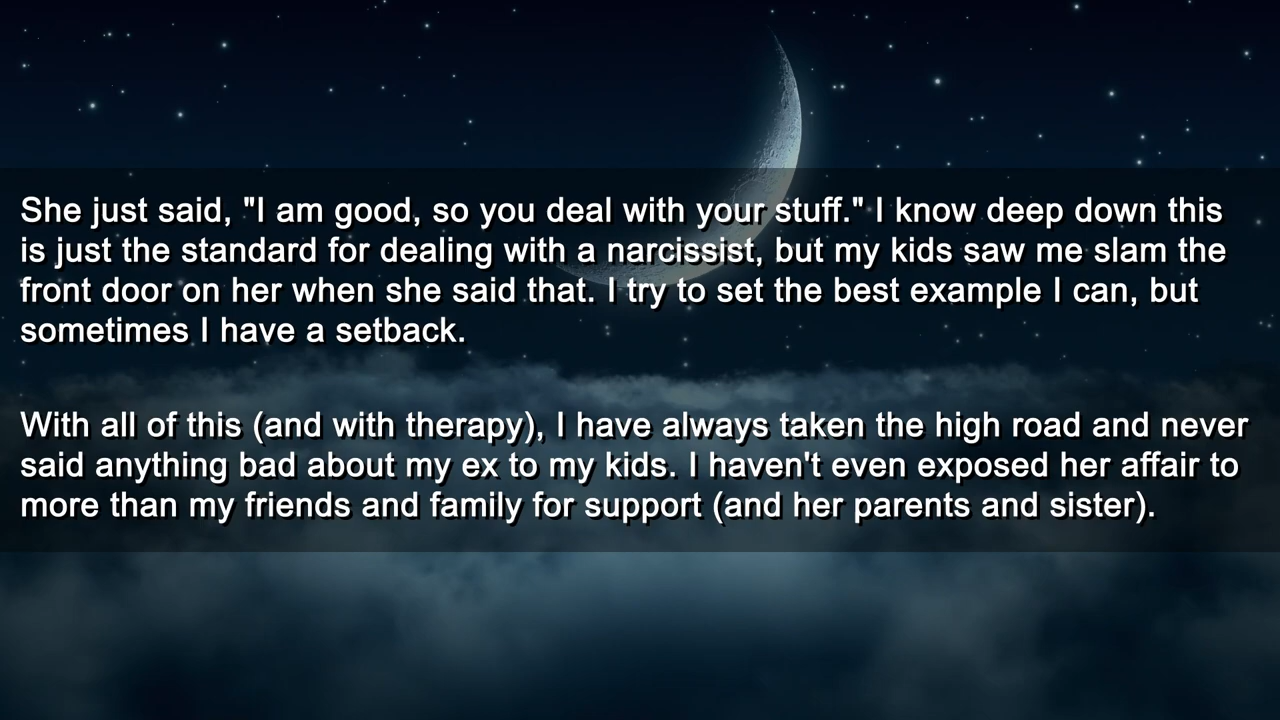 She just said, "I am good, so you deal with your stuff." I know deep down this
is just the standard for dealing with a narcissist, but my kids saw me slam the
front door on her when she said that. I try to set the best example I can, but
sometimes I have a setback.
With all of this (and with therapy), I have always taken the high road and never
said anything bad about my ex to my kids. I haven't even exposed her affair to
more than my friends and family for support (and her parents and sister).